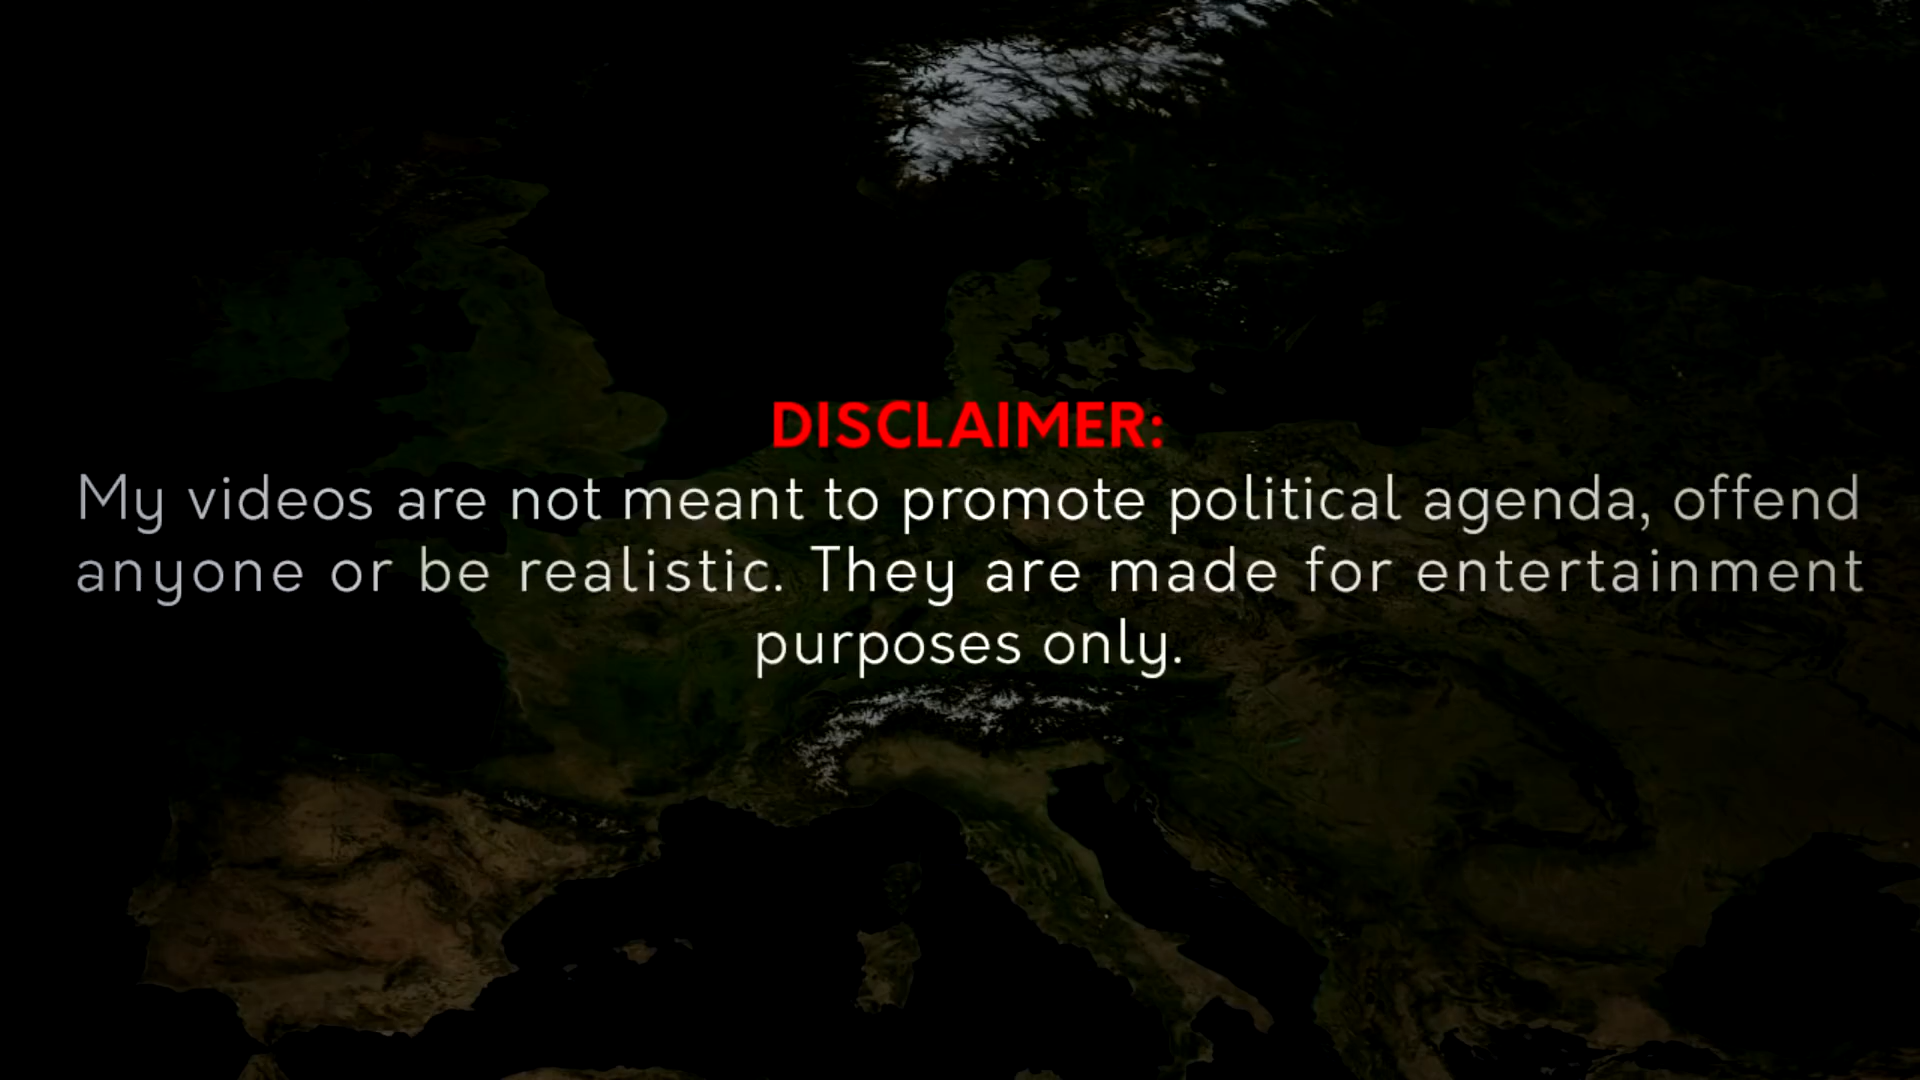 DISCLAIMER:
My videos are not meant to promote political agenda, offend
anyone or be realistic. They are made for entertainment
purposes only.